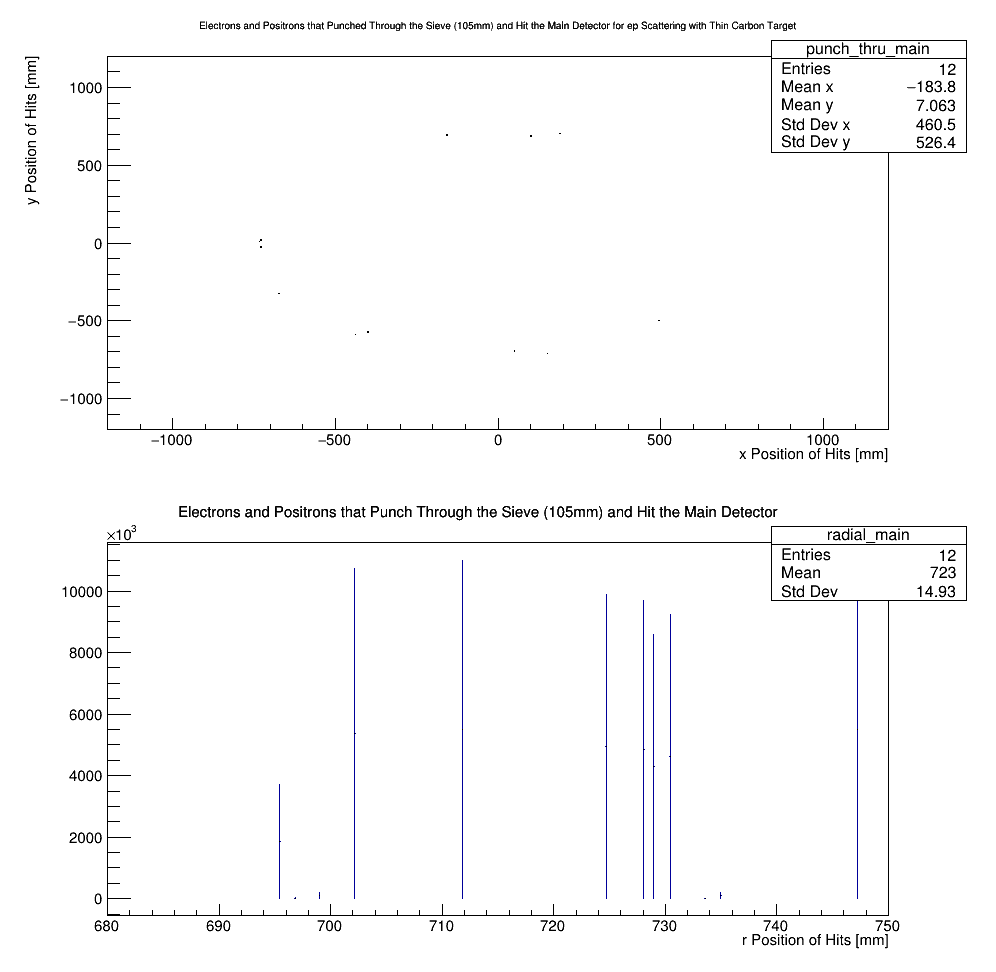 Electrons and Positrons that Punched Through the Sieve (105mm) and Hit the Main Detector for ep Scattering with Thin Carbon Target
punch_thru_main
Entries 12
Mean x −183.8
Mean y 7.063
Std Dev x 460.5
Std Dev y 526.4
y Position of Hits [mm]
1000
500
0
−500
−1000
−1000 −500 0 500 1000
x Position of Hits [mm]
Electrons and Positrons that Punch Through the Sieve (105mm) and Hit the Main Detector
×10³
radial_main
Entries 12
Mean 723
Std Dev 14.93
10000
8000
6000
4000
2000
0
680 690 700 710 720 730 740 750
r Position of Hits [mm]